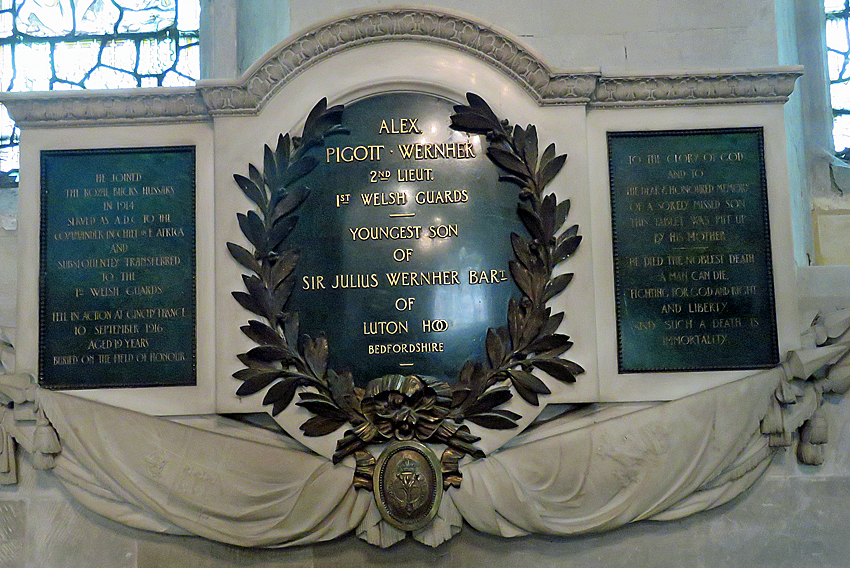 HE JOINED
THE ROYAL BUCKS HUSSARS
IN 1914
SERVED AS A.D.C. TO THE
COMMANDER-IN-CHIEF OF E AFRICA
AND
SUBSEQUENTLY TRANSFERRED
TO THE
1ST WELSH GUARDS
FELL IN ACTION AT GINCHY FRANCE
10 SEPTEMBER 1916
AGED 19 YEARS
BURIED ON THE FIELD OF HONOUR
ALEX.
PIGOTT · WERNHER
2ND LIEUT.
1ST WELSH GUARDS
YOUNGEST SON
OF
SIR JULIUS WERNHER BART.
OF
LUTON HOO
BEDFORDSHIRE
TO THE GLORY OF GOD
AND TO
THE DEAR & HONOURED MEMORY
OF A SORELY MISSED SON
THIS TABLET WAS PUT UP
BY HIS MOTHER
HE DIED THE NOBLEST DEATH
A MAN CAN DIE,
FIGHTING FOR GOD AND RIGHT
AND LIBERTY
AND SUCH A DEATH IS
IMMORTALITY